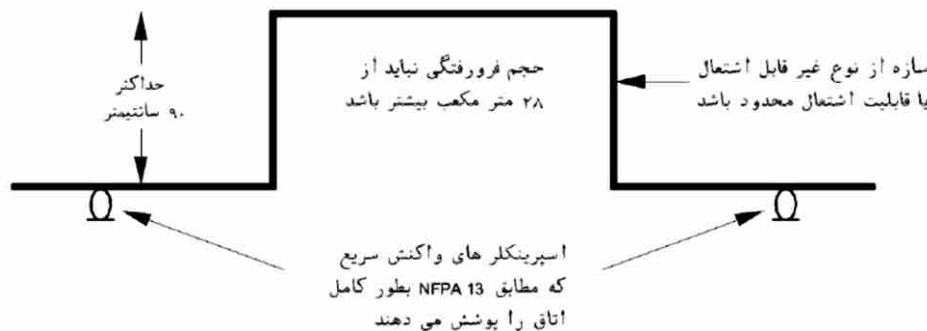 حداکثر
۹۰ سانتیمتر
حجم فرورفتگی نباید از
۲۸ متر مکعب بیشتر باشد
سازه از نوع غیر قابل اشتعال
یا قابلیت اشتعال محدود باشد
اسپرینکلر های واکنش سریع
که مطابق NFPA 13 بطور کامل
اتاق را پوشش می دهند